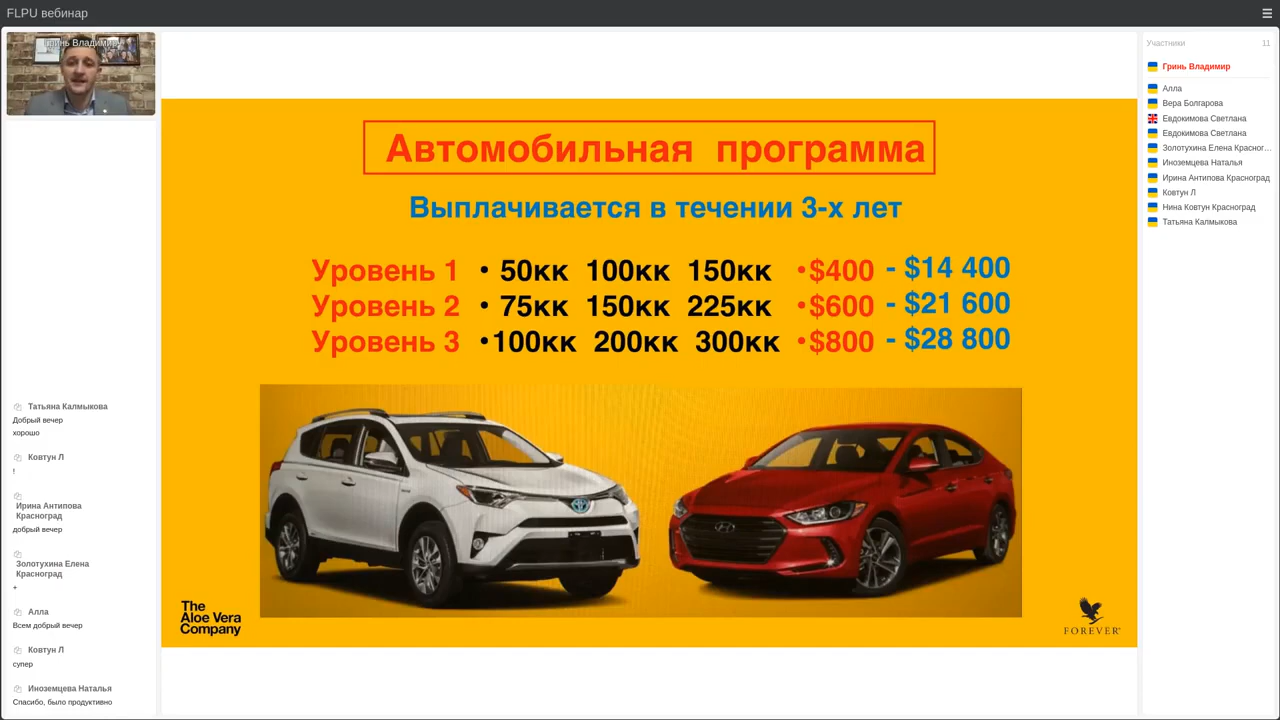 FLPU вебинар
Гринь Владимир
Автомобильная программа
Выплачивается в течении 3-х лет
Уровень 1 • 50кк 100кк 150кк •$400 - $14 400
Уровень 2 • 75кк 150кк 225кк •$600 - $21 600
Уровень 3 •100кк 200кк 300кк •$800 - $28 800
The
Aloe Vera
Company
FOREVER
Татьяна Калмыкова
Добрый вечер
хорошо
Ковтун Л
!
Ирина Антипова
Красноград
добрый вечер
Золотухина Елена
Красноград
+
Алла
Всем добрый вечер
Ковтун Л
супер
Иноземцева Наталья
Спасибо, было продуктивно
Участники 11
Гринь Владимир
Алла
Вера Болгарова
Евдокимова Светлана
Евдокимова Светлана
Золотухина Елена Красног…
Иноземцева Наталья
Ирина Антипова Красноград
Ковтун Л
Нина Ковтун Красноград
Татьяна Калмыкова